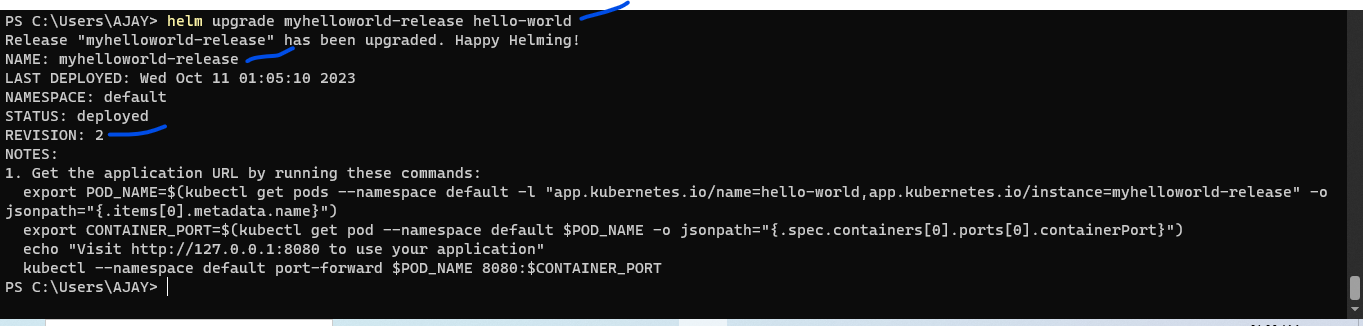 PS C:\Users\AJAY> helm upgrade myhelloworld-release hello-world
Release "myhelloworld-release" has been upgraded. Happy Helming!
NAME: myhelloworld-release
LAST DEPLOYED: Wed Oct 11 01:05:10 2023
NAMESPACE: default
STATUS: deployed
REVISION: 2
NOTES:
1. Get the application URL by running these commands:
  export POD_NAME=$(kubectl get pods --namespace default -l "app.kubernetes.io/name=hello-world,app.kubernetes.io/instance=myhelloworld-release" -o
jsonpath="{.items[0].metadata.name}")
  export CONTAINER_PORT=$(kubectl get pod --namespace default $POD_NAME -o jsonpath="{.spec.containers[0].ports[0].containerPort}")
  echo "Visit http://127.0.0.1:8080 to use your application"
  kubectl --namespace default port-forward $POD_NAME 8080:$CONTAINER_PORT
PS C:\Users\AJAY>